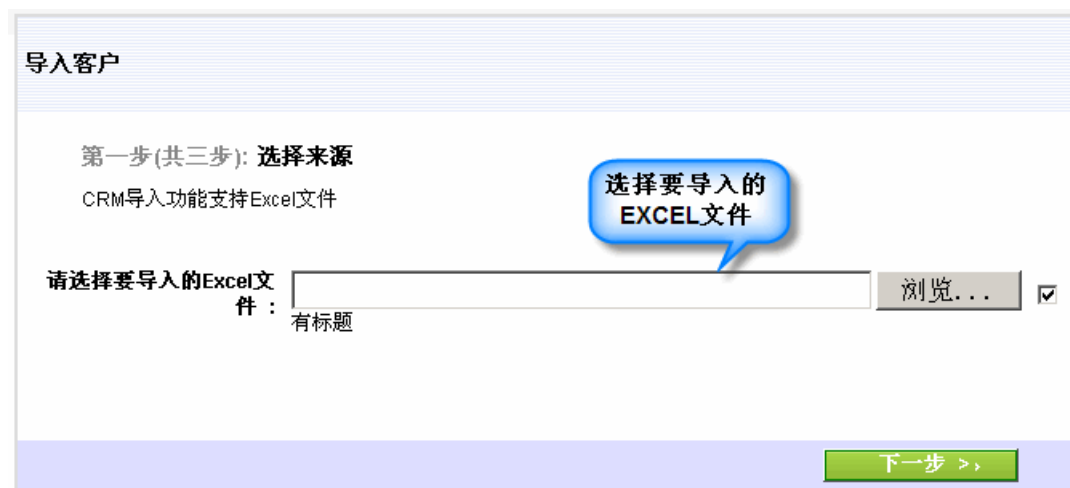 导入客户
第一步(共三步): 选择来源
CRM导入功能支持Excel文件
选择要导入的
EXCEL文件
请选择要导入的Excel文
件 :
浏览...
有标题
下一步 >>